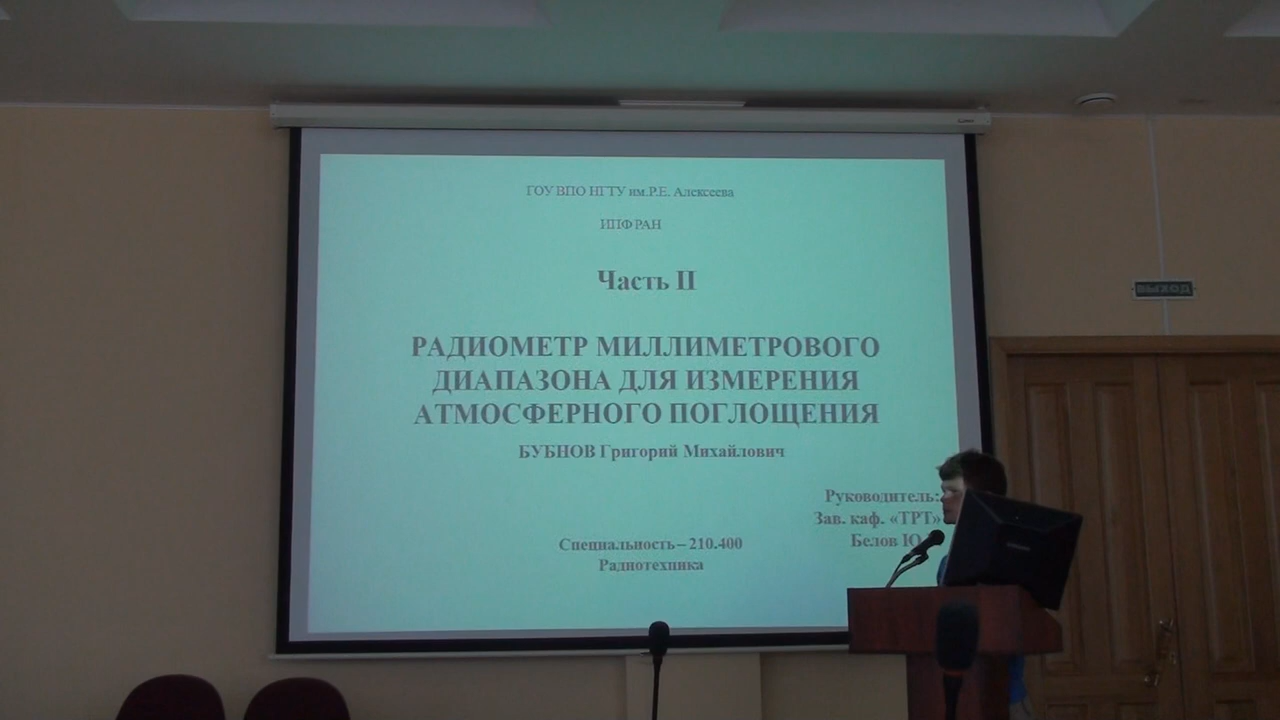 ГОУ ВПО НГТУ им.Р.Е. Алексеева
ИПФ РАН
Часть II
РАДИОМЕТР МИЛЛИМЕТРОВОГО
ДИАПАЗОНА ДЛЯ ИЗМЕРЕНИЯ
АТМОСФЕРНОГО ПОГЛОЩЕНИЯ
БУБНОВ Григорий Михайлович
Руководитель:
Зав. каф. «ТРТ»
Белов Ю
Специальность – 210.400
Радиотехника
ВЫХОД